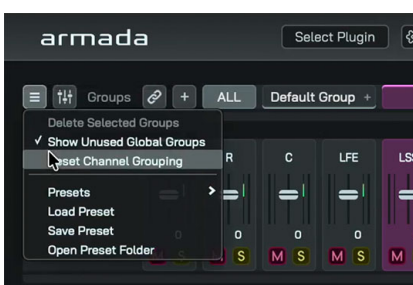 armada
Select Plugin
Groups + ALL Default Group +
Delete Selected Groups
✓ Show Unused Global Groups
Reset Channel Grouping
Presets
Load Preset
Save Preset
Open Preset Folder
R C LFE LS
0 0 0 0
M S M S M S M S M